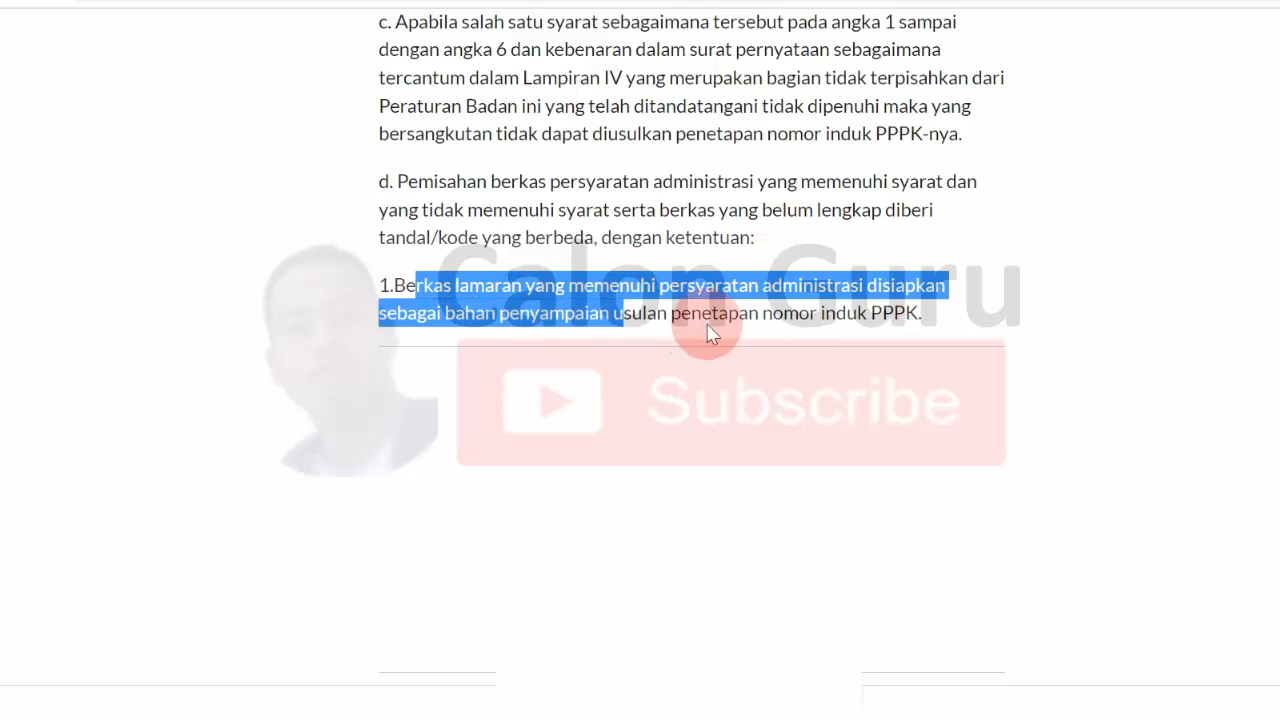 c. Apabila salah satu syarat sebagaimana tersebut pada angka 1 sampai
dengan angka 6 dan kebenaran dalam surat pernyataan sebagaimana
tercantum dalam Lampiran IV yang merupakan bagian tidak terpisahkan dari
Peraturan Badan ini yang telah ditandatangani tidak dipenuhi maka yang
bersangkutan tidak dapat diusulkan penetapan nomor induk PPPK-nya.
d. Pemisahan berkas persyaratan administrasi yang memenuhi syarat dan
yang tidak memenuhi syarat serta berkas yang belum lengkap diberi
tandal/kode yang berbeda, dengan ketentuan:
1.Berkas lamaran yang memenuhi persyaratan administrasi disiapkan
sebagai bahan penyampaian usulan penetapan nomor induk PPPK.
Calon Guru
Subscribe